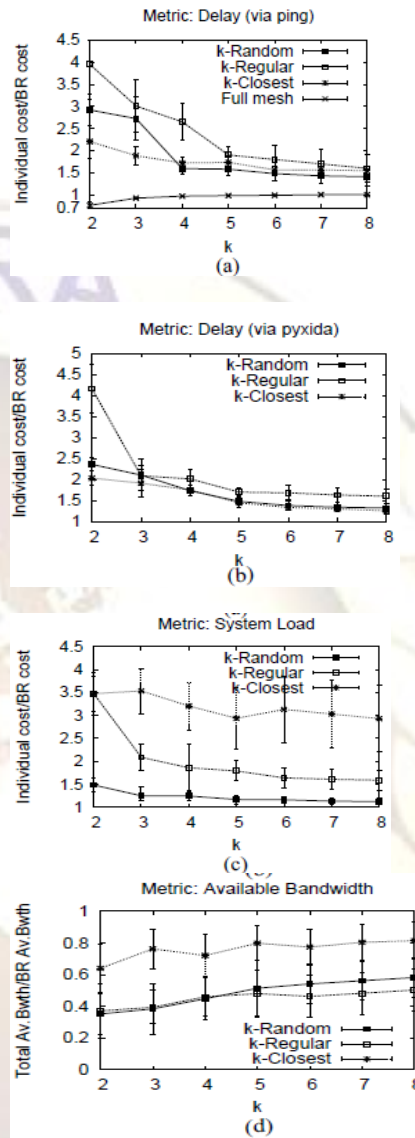 Metric: Delay (via ping)
Individual cost/BR cost
4.5
4
3.5
3
2.5
2
1.5
1
0.7
k-Random
k-Regular
k-Closest
Full mesh
2 3 4 5 6 7 8
k
(a)
Metric: Delay (via pyxida)
Individual cost/BR cost
5
4.5
4
3.5
3
2.5
2
1.5
1
k-Random
k-Regular
k-Closest
2 3 4 5 6 7 8
k
(b)
Metric: System Load
Individual cost/BR cost
4.5
4
3.5
3
2.5
2
1.5
1
k-Random
k-Regular
k-Closest
2 3 4 5 6 7 8
k
(c)
Metric: Available Bandwidth
Total Av.Bwth/BR Av.Bwth
1
0.8
0.6
0.4
0.2
0
k-Random
k-Regular
k-Closest
2 3 4 5 6 7 8
k
(d)